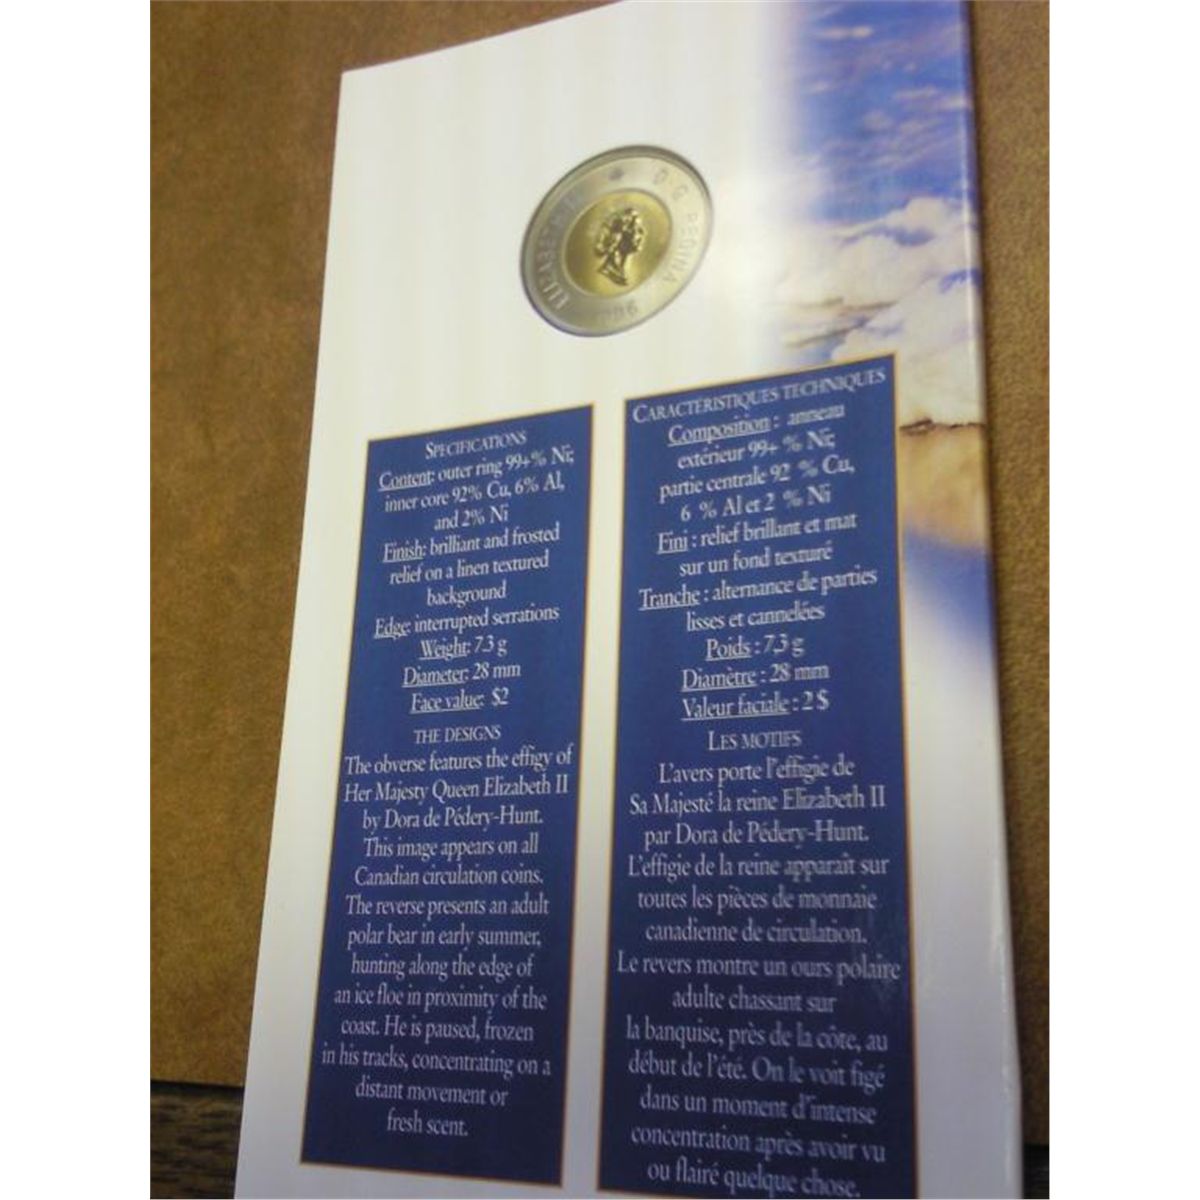 ELIZABETH II D·G·REGINA
SPECIFICATIONS
Content: outer ring 99+% Ni;
inner core 92% Cu, 6% Al,
and 2% Ni
Finish: brilliant and frosted
relief on a linen textured
background
Edge: interrupted serrations
Weight: 7.3 g
Diameter: 28 mm
Face value: $2
THE DESIGNS
The obverse features the effigy of
Her Majesty Queen Elizabeth II
by Dora de Pédery-Hunt.
This image appears on all
Canadian circulation coins.
The reverse presents an adult
polar bear in early summer,
hunting along the edge of
an ice floe in proximity of the
coast. He is paused, frozen
in his tracks, concentrating on a
distant movement or
fresh scent.
CARACTÉRISTIQUES TECHNIQUES
Composition : anneau
extérieur 99+ % Ni;
partie centrale 92 % Cu,
6 % Al et 2 % Ni
Fini : relief brillant et mat
sur un fond texturé
Tranche : alternance de parties
lisses et cannelées
Poids : 7,3 g
Diamètre : 28 mm
Valeur faciale : 2 $
LES MOTIFS
L'avers porte l'effigie de
Sa Majesté la reine Elizabeth II
par Dora de Pédery-Hunt.
L'effigie de la reine apparaît sur
toutes les pièces de monnaie
canadienne de circulation.
Le revers montre un ours polaire
adulte chassant sur
la banquise, près de la côte, au
début de l'été. On le voit figé
dans un moment d'intense
concentration après avoir vu
ou flairé quelque chose.